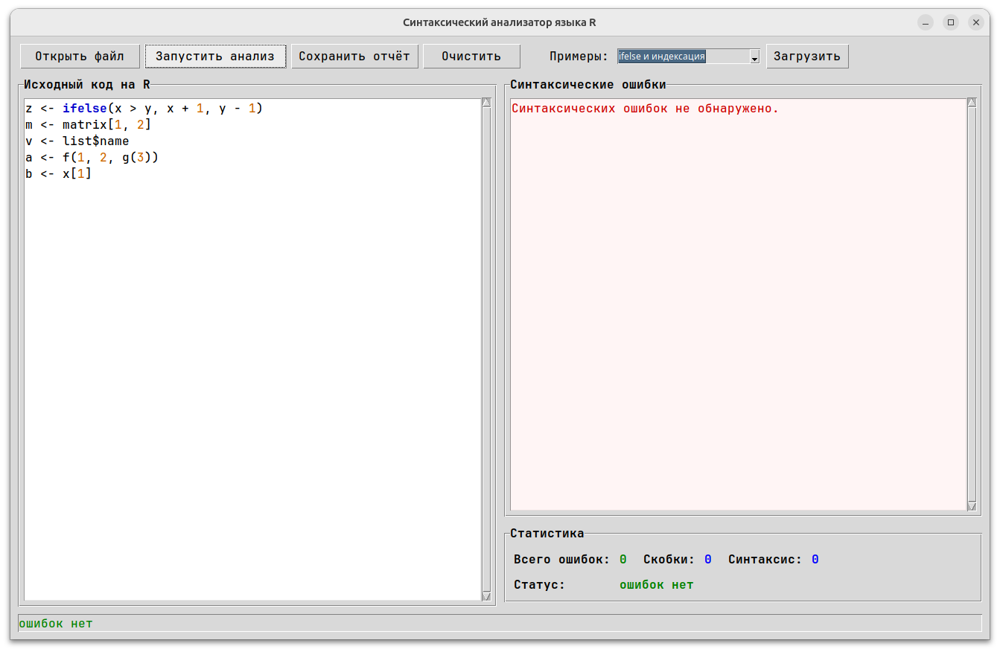 Синтаксический анализатор языка R
Открыть файл Запустить анализ Сохранить отчёт Очистить Примеры: ifelse и индексация Загрузить
Исходный код на R
z <- ifelse(x > y, x + 1, y - 1)
m <- matrix[1, 2]
v <- list$name
a <- f(1, 2, g(3))
b <- x[1]
Синтаксические ошибки
Синтаксических ошибок не обнаружено.
Статистика
Всего ошибок: 0 Скобки: 0 Синтаксис: 0
Статус: ошибок нет
ошибок нет